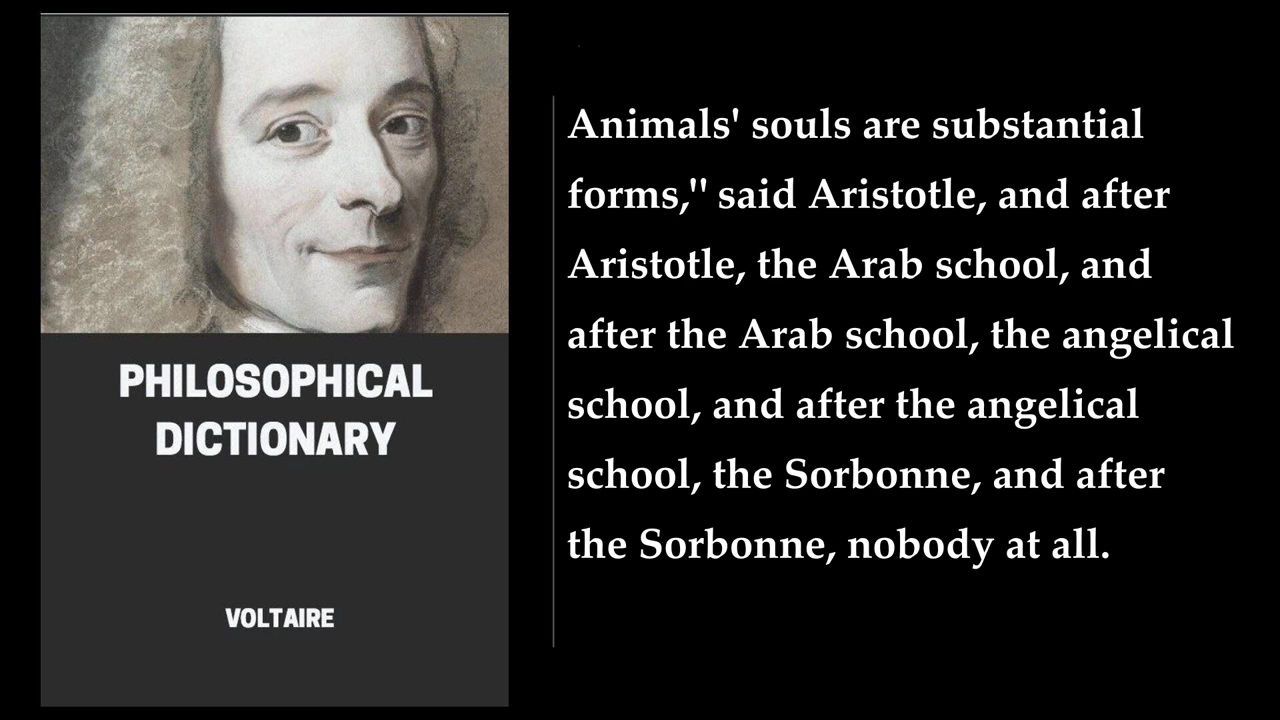 PHILOSOPHICAL
DICTIONARY
VOLTAIRE
Animals' souls are substantial
forms," said Aristotle, and after
Aristotle, the Arab school, and
after the Arab school, the angelical
school, and after the angelical
school, the Sorbonne, and after
the Sorbonne, nobody at all.